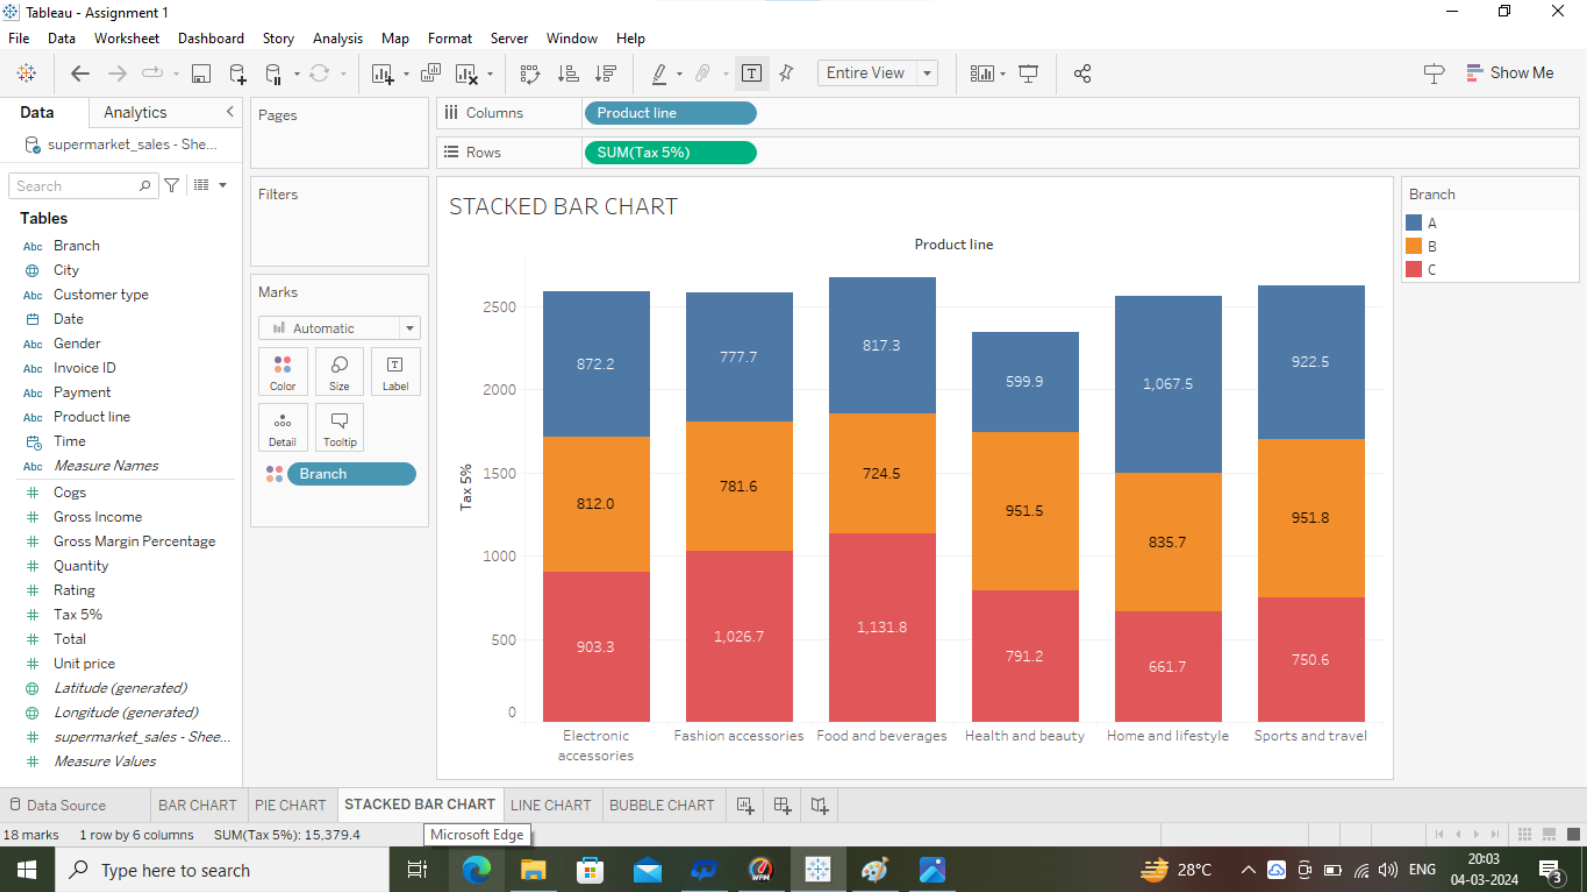 Tableau - Assignment 1
File Data Worksheet Dashboard Story Analysis Map Format Server Window Help
Entire View
Show Me
Data Analytics
supermarket_sales - She...
Search
Tables
Abc Branch
City
Abc Customer type
Date
Abc Gender
Abc Invoice ID
Abc Payment
Abc Product line
Time
Abc Measure Names
Cogs
Gross Income
Gross Margin Percentage
Quantity
Rating
Tax 5%
Total
Unit price
Latitude (generated)
Longitude (generated)
supermarket_sales - Shee...
Measure Values
Pages
Filters
Marks
Automatic
Color Size Label
Detail Tooltip
Branch
Columns Product line
Rows SUM(Tax 5%)
STACKED BAR CHART
Product line
Tax 5%
2500
2000
1500
1000
500
0
872.2 777.7 817.3 599.9 1,067.5 922.5
812.0 781.6 724.5 951.5 835.7 951.8
903.3 1,026.7 1,131.8 791.2 661.7 750.6
Electronic accessories Fashion accessories Food and beverages Health and beauty Home and lifestyle Sports and travel
Branch
A
B
C
Data Source BAR CHART PIE CHART STACKED BAR CHART LINE CHART BUBBLE CHART
18 marks 1 row by 6 columns SUM(Tax 5%): 15,379.4
Microsoft Edge
Type here to search
WFM
28°C
ENG
20:03
04-03-2024
3